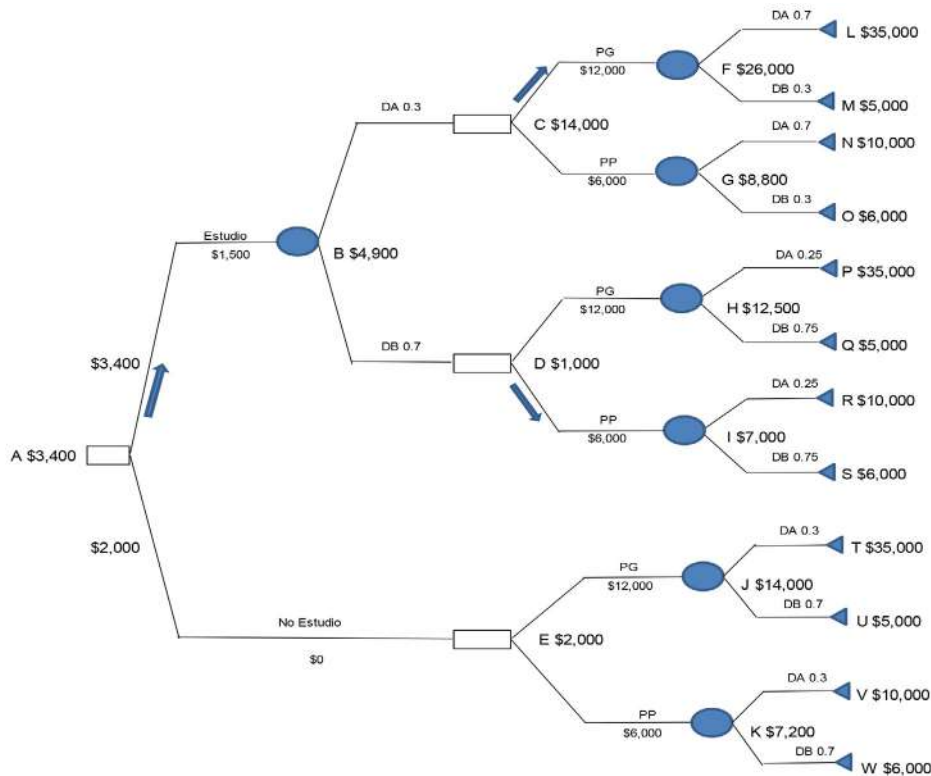 DA 0.7
L $35,000
PG
$12,000
F $26,000
DB 0.3
M $5,000
DA 0.3
C $14,000
DA 0.7
N $10,000
PP
$6,000
G $8,800
DB 0.3
O $6,000
Estudio
$1,500
B $4,900
DA 0.25
P $35,000
PG
$12,000
H $12,500
DB 0.75
Q $5,000
DB 0.7
D $1,000
$3,400
DA 0.25
R $10,000
PP
$6,000
I $7,000
DB 0.75
S $6,000
A $3,400
$2,000
DA 0.3
T $35,000
PG
$12,000
J $14,000
DB 0.7
U $5,000
No Estudio
$0
E $2,000
DA 0.3
V $10,000
PP
$6,000
K $7,200
DB 0.7
W $6,000